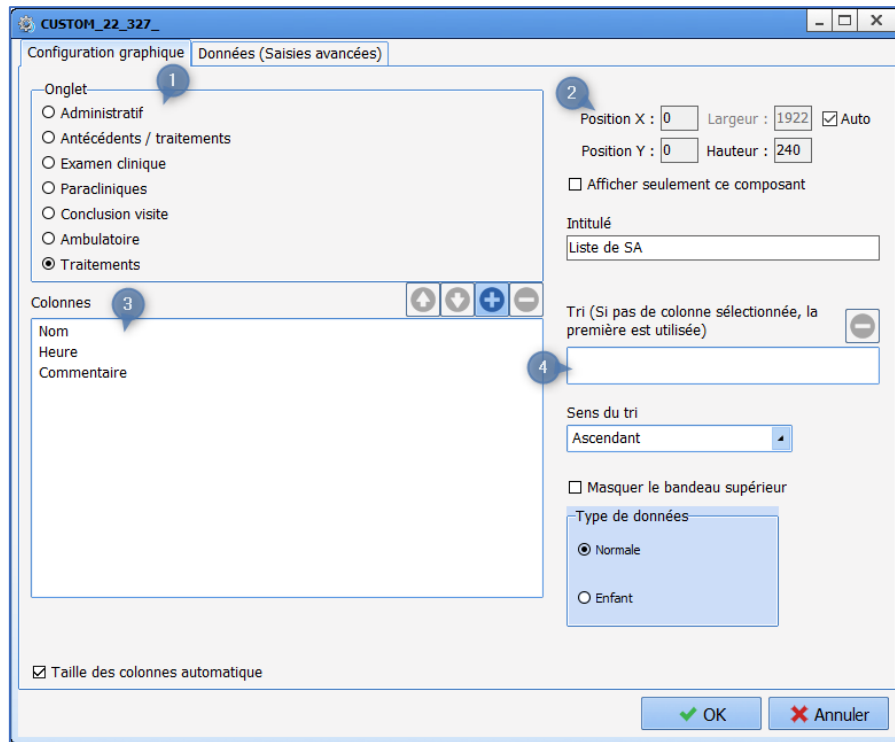 CUSTOM_22_327_
Configuration graphique
Données (Saisies avancées)
1
Onglet
Administratif
Antécédents / traitements
Examen clinique
Paracliniques
Conclusion visite
Ambulatoire
Traitements
Colonnes
3
Nom
Heure
Commentaire
Taille des colonnes automatique
2
Position X : 0 Largeur : 1922 Auto
Position Y : 0 Hauteur : 240
Afficher seulement ce composant
Intitulé
Liste de SA
Tri (Si pas de colonne sélectionnée, la
première est utilisée)
4
Sens du tri
Ascendant
Masquer le bandeau supérieur
Type de données
Normale
Enfant
OK
Annuler